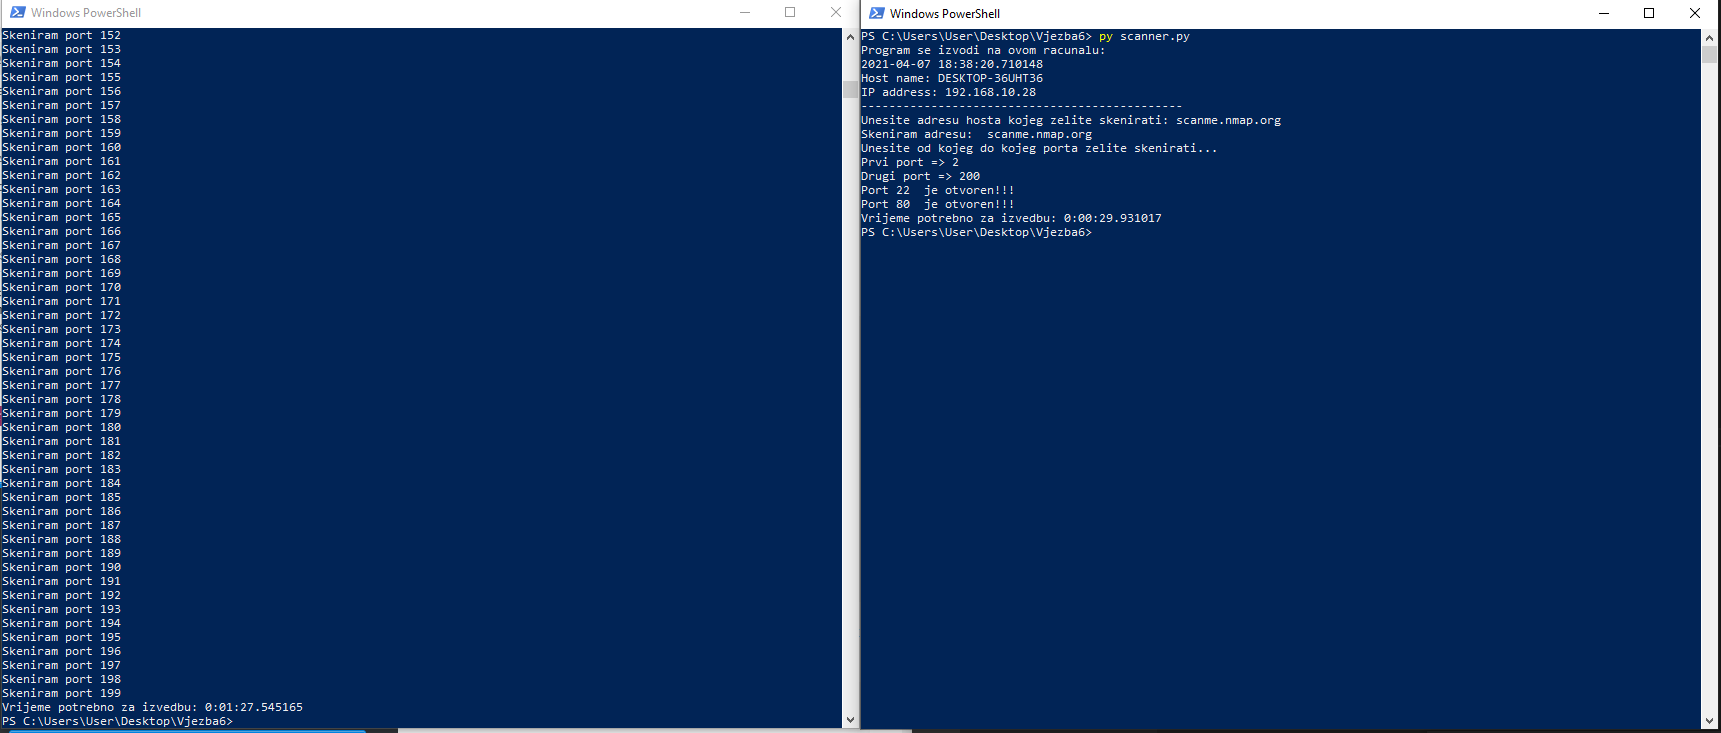 Windows PowerShell
Skeniram port 152
Skeniram port 153
Skeniram port 154
Skeniram port 155
Skeniram port 156
Skeniram port 157
Skeniram port 158
Skeniram port 159
Skeniram port 160
Skeniram port 161
Skeniram port 162
Skeniram port 163
Skeniram port 164
Skeniram port 165
Skeniram port 166
Skeniram port 167
Skeniram port 168
Skeniram port 169
Skeniram port 170
Skeniram port 171
Skeniram port 172
Skeniram port 173
Skeniram port 174
Skeniram port 175
Skeniram port 176
Skeniram port 177
Skeniram port 178
Skeniram port 179
Skeniram port 180
Skeniram port 181
Skeniram port 182
Skeniram port 183
Skeniram port 184
Skeniram port 185
Skeniram port 186
Skeniram port 187
Skeniram port 188
Skeniram port 189
Skeniram port 190
Skeniram port 191
Skeniram port 192
Skeniram port 193
Skeniram port 194
Skeniram port 195
Skeniram port 196
Skeniram port 197
Skeniram port 198
Skeniram port 199
Vrijeme potrebno za izvedbu: 0:01:27.545165
PS C:\Users\User\Desktop\Vjezba6>
Windows PowerShell
PS C:\Users\User\Desktop\Vjezba6> py scanner.py
Program se izvodi na ovom racunalu:
2021-04-07 18:38:20.710148
Host name: DESKTOP-36UHT36
IP address: 192.168.10.28
----------------------------------------------
Unesite adresu hosta kojeg zelite skenirati: scanme.nmap.org
Skeniram adresu:  scanme.nmap.org
Unesite od kojeg do kojeg porta zelite skenirati...
Prvi port => 2
Drugi port => 200
Port 22  je otvoren!!!
Port 80  je otvoren!!!
Vrijeme potrebno za izvedbu: 0:00:29.931017
PS C:\Users\User\Desktop\Vjezba6>